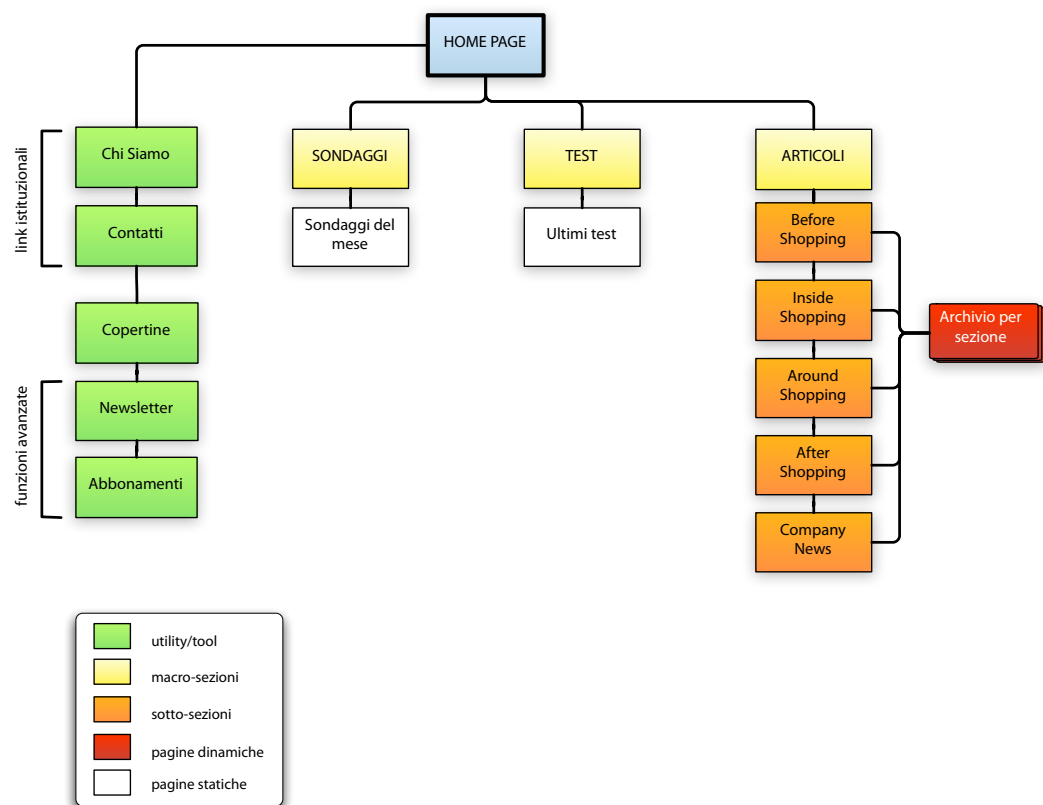 HOME PAGE
link istituzionali
Chi Siamo
Contatti
Copertine
funzioni avanzate
Newsletter
Abbonamenti
SONDAGGI
Sondaggi del
mese
TEST
Ultimi test
ARTICOLI
Before
Shopping
Inside
Shopping
Around
Shopping
After
Shopping
Company
News
Archivio per
sezione
utility/tool
macro-sezioni
sotto-sezioni
pagine dinamiche
pagine statiche